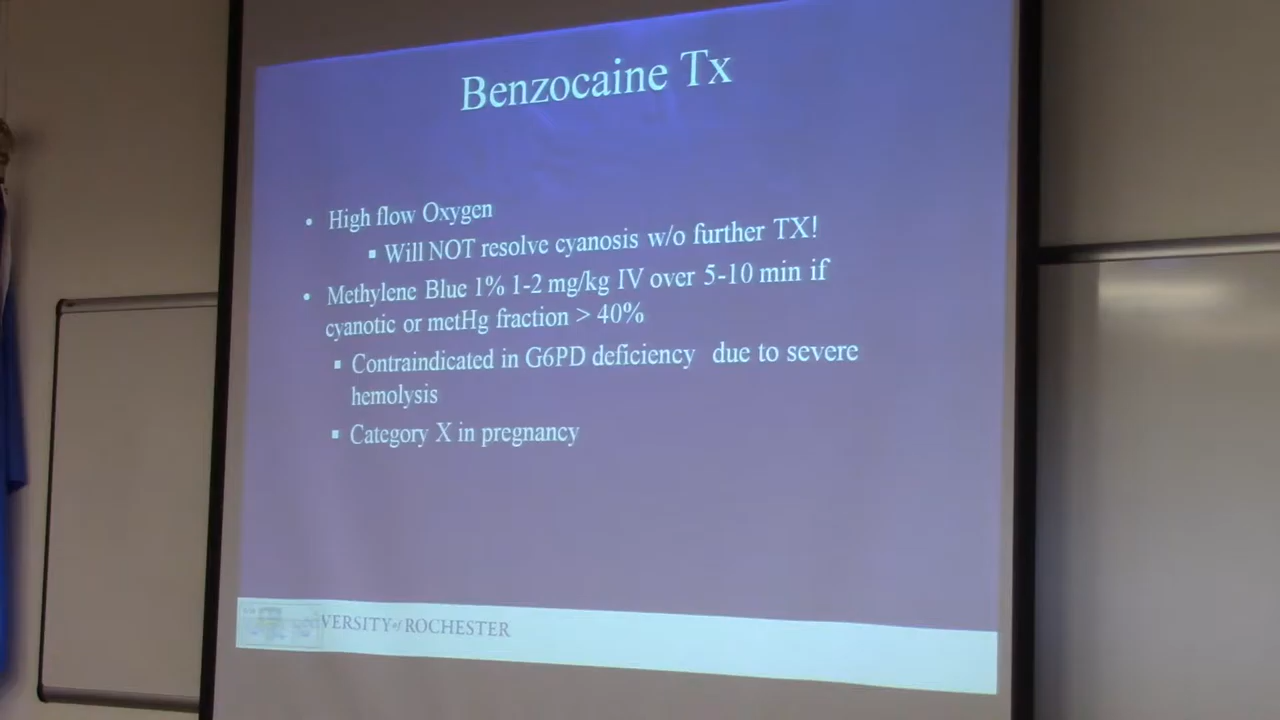 Benzocaine Tx
• High flow Oxygen
▪ Will NOT resolve cyanosis w/o further TX!
• Methylene Blue 1% 1-2 mg/kg IV over 5-10 min if
cyanotic or metHg fraction > 40%
▪ Contraindicated in G6PD deficiency due to severe
hemolysis
▪ Category X in pregnancy
VERSITY of ROCHESTER